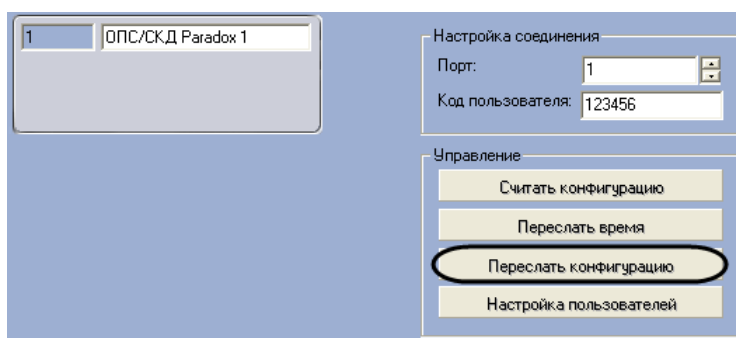 1 ОПС/СКД Paradox 1
Настройка соединения
Порт: 1
Код пользователя: 123456
Управление
Считать конфигурацию
Переслать время
Переслать конфигурацию
Настройка пользователей